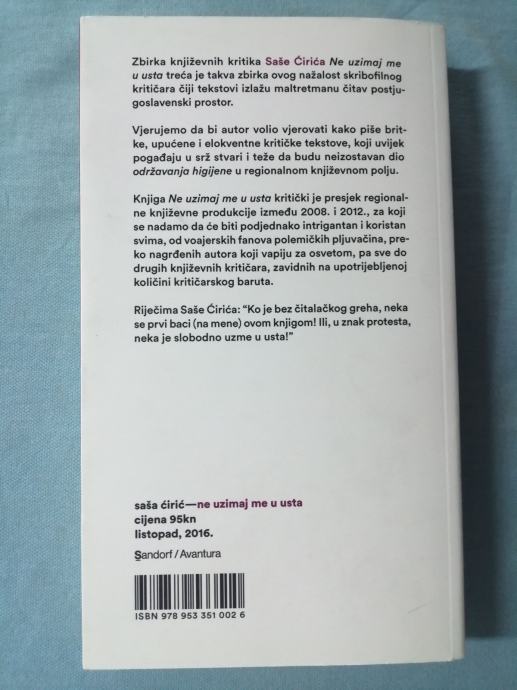 Zbirka književnih kritika Saše Ćirića Ne uzimaj me
u usta treća je takva zbirka ovog nažalost skribofilnog
kritičara čiji tekstovi izlažu maltretmanu čitav postju-
goslavenski prostor.
Vjerujemo da bi autor volio vjerovati kako piše brit-
ke, upućene i elokventne kritičke tekstove, koji uvijek
pogađaju u srž stvari i teže da budu neizostavan dio
održavanja higijene u regionalnom književnom polju.
Knjiga Ne uzimaj me u usta kritički je presjek regional-
ne književne produkcije između 2008. i 2012., za koji
se nadamo da će biti podjednako intrigantan i koristan
svima, od voajerskih fanova polemičkih pljuvačina, pre-
ko nagrđenih autora koji vapiju za osvetom, pa sve do
drugih književnih kritičara, zavidnih na upotrijebljenoj
količini kritičarskog baruta.
Riječima Saše Ćirića: “Ko je bez čitalačkog greha, neka
se prvi baci (na mene) ovom knjigom! Ili, u znak protesta,
neka je slobodno uzme u usta!”
saša ćirić—ne uzimaj me u usta
cijena 95kn
listopad, 2016.
Sandorf / Avantura
ISBN 978 953 351 002 6